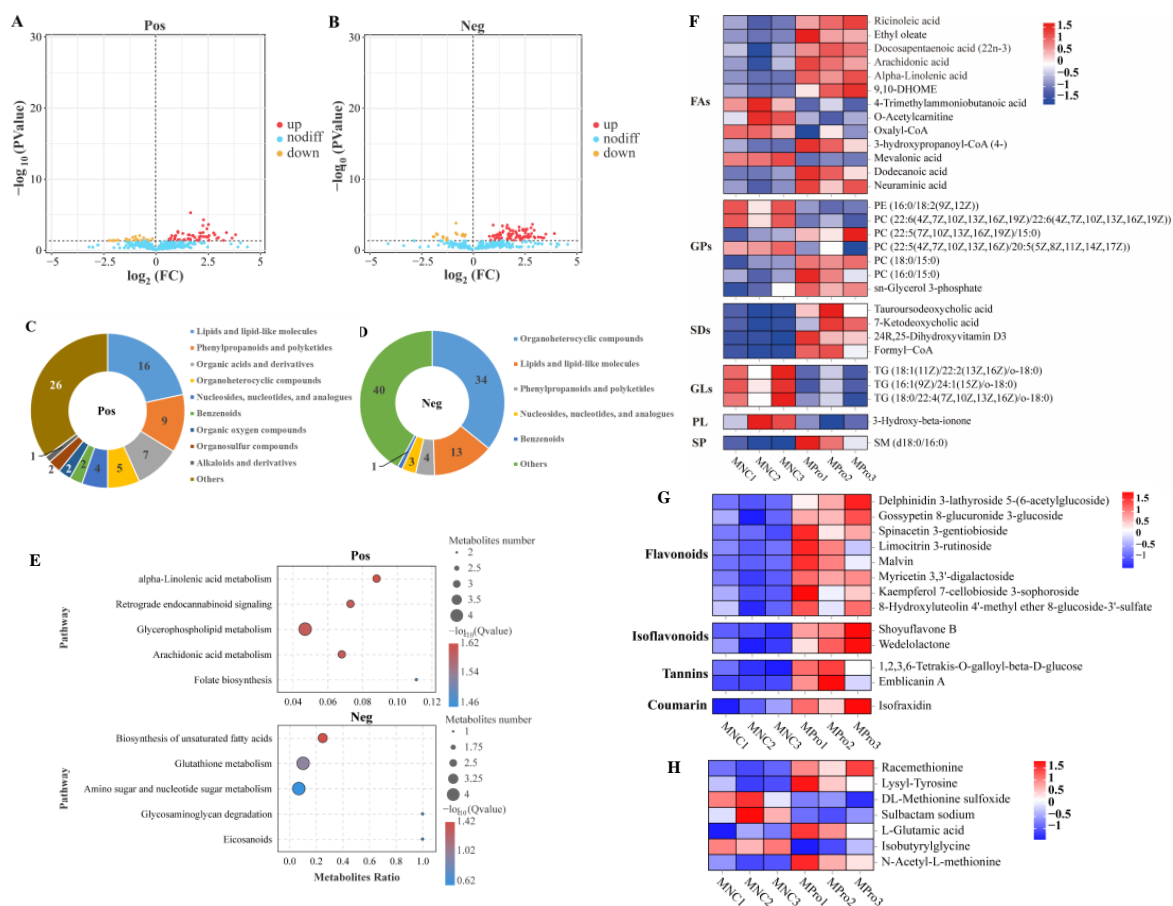 A
Pos
30
20
10
0
−log10 (PValue)
-5
-2.5
0
2.5
5
log2 (FC)
up
nodiff
down
B
Neg
30
20
10
0
−log10 (PValue)
-5
-2.5
0
2.5
5
log2 (FC)
up
nodiff
down
C
Pos
16
9
7
5
4
2
2
2
1
26
Lipids and lipid-like molecules
Phenylpropanoids and polyketides
Organic acids and derivatives
Organoheterocyclic compounds
Nucleosides, nucleotides, and analogues
Benzenoids
Organic oxygen compounds
Organosulfur compounds
Alkaloids and derivatives
Others
D
Neg
34
13
4
3
1
40
Organoheterocyclic compounds
Lipids and lipid-like molecules
Phenylpropanoids and polyketides
Nucleosides, nucleotides, and analogues
Benzenoids
Others
E
Pos
Pathway
alpha-Linolenic acid metabolism
Retrograde endocannabinoid signaling
Glycerophospholipid metabolism
Arachidonic acid metabolism
Folate biosynthesis
0.04
0.06
0.08
0.10
0.12
Metabolites number
2
2.5
3
3.5
4
−log10(Qvalue)
1.62
1.54
1.46
Neg
Pathway
Biosynthesis of unsaturated fatty acids
Glutathione metabolism
Amino sugar and nucleotide sugar metabolism
Glycosaminoglycan degradation
Eicosanoids
0.0
0.2
0.4
0.6
0.8
1.0
Metabolites Ratio
Metabolites number
1
1.75
2.5
3.25
4
−log10(Qvalue)
1.42
1.02
0.62
F
FAs
Ricinoleic acid
Ethyl oleate
Docosapentaenoic acid (22n-3)
Arachidonic acid
Alpha-Linolenic acid
9,10-DHOME
4-Trimethylammoniobutanoic acid
O-Acetylcarnitine
Oxalyl-CoA
3-hydroxypropanoyl-CoA (4-)
Mevalonic acid
Dodecanoic acid
Neuraminic acid
1.5
1
0.5
0
−0.5
−1
−1.5
GPs
PE (16:0/18:2(9Z,12Z))
PC (22:6(4Z,7Z,10Z,13Z,16Z,19Z)/22:6(4Z,7Z,10Z,13Z,16Z,19Z))
PC (22:5(7Z,10Z,13Z,16Z,19Z)/15:0)
PC (22:5(4Z,7Z,10Z,13Z,16Z)/20:5(5Z,8Z,11Z,14Z,17Z))
PC (18:0/15:0)
PC (16:0/15:0)
sn-Glycerol 3-phosphate
SDs
Tauroursodeoxycholic acid
7-Ketodeoxycholic acid
24R,25-Dihydroxyvitamin D3
Formyl−CoA
GLs
TG (18:1(11Z)/22:2(13Z,16Z)/o-18:0)
TG (16:1(9Z)/24:1(15Z)/o-18:0)
TG (18:0/22:4(7Z,10Z,13Z,16Z)/o-18:0)
PL
3-Hydroxy-beta-ionone
SP
SM (d18:0/16:0)
MNC1
MNC2
MNC3
MPro1
MPro2
MPro3
G
Flavonoids
Delphinidin 3-lathyroside 5-(6-acetylglucoside)
Gossypetin 8-glucuronide 3-glucoside
Spinacetin 3-gentiobioside
Limocitrin 3-rutinoside
Malvin
Myricetin 3,3'-digalactoside
Kaempferol 7-cellobioside 3-sophoroside
8-Hydroxyluteolin 4'-methyl ether 8-glucoside-3'-sulfate
1.5
1
0.5
0
−0.5
−1
Isoflavonoids
Shoyuflavone B
Wedelolactone
Tannins
1,2,3,6-Tetrakis-O-galloyl-beta-D-glucose
Emblicanin A
Coumarin
Isofraxidin
MNC1
MNC2
MNC3
MPro1
MPro2
MPro3
H
Racemethionine
Lysyl-Tyrosine
DL-Methionine sulfoxide
Sulbactam sodium
L-Glutamic acid
Isobutyrylglycine
N-Acetyl-L-methionine
1.5
1
0.5
0
−0.5
−1
MNC1
MNC2
MNC3
MPro1
MPro2
MPro3